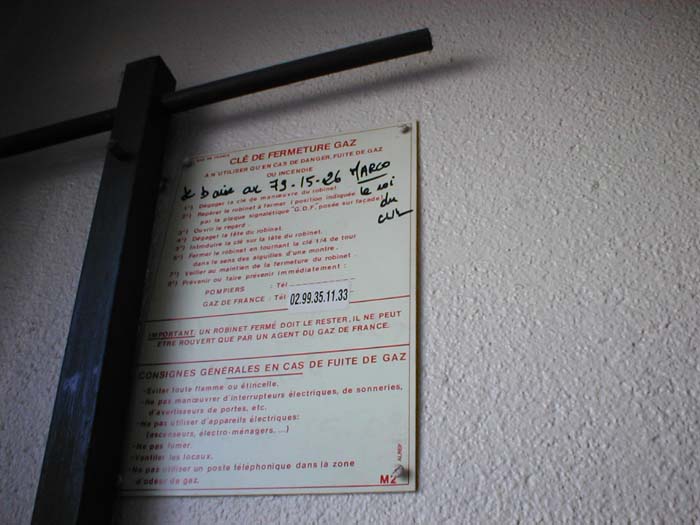 GAZ DE FRANCE
CLÉ DE FERMETURE GAZ
A N'UTILISER QU'EN CAS DE DANGER, FUITE DE GAZ
OU INCENDIE
79-15-26 MARCO
le roi
du
1°) Dégager la clé de manœuvre du robinet.
2°) Repérer le robinet à fermer (position indiquée
par la plaque signalétique "G.D.F", posée sur façade)
3°) Ouvrir le regard.
4°) Dégager la tête du robinet.
5°) Introduire la clé sur la tête du robinet.
6°) Fermer le robinet en tournant la clé 1/4 de tour
dans le sens des aiguilles d'une montre.
7°) Veiller au maintien de la fermeture du robinet.
8°) Prévenir ou faire prévenir immédiatement :
POMPIERS : Tél
GAZ DE FRANCE : Tél 02.99.35.11.33
IMPORTANT: UN ROBINET FERMÉ DOIT LE RESTER, IL NE PEUT
ETRE ROUVERT QUE PAR UN AGENT DU GAZ DE FRANCE.
CONSIGNES GÉNÉRALES EN CAS DE FUITE DE GAZ
-Eviter toute flamme ou étincelle.
-Ne pas manœuvrer d'interrupteurs électriques, de sonneries,
d'avertisseurs de portes, etc.
-Ne pas utiliser d'appareils électriques:
(ascenseurs, électro-ménagers, ...)
-Ne pas fumer.
-Ventiler les locaux.
-Ne pas utiliser un poste téléphonique dans la zone
d'odeur de gaz.
M2